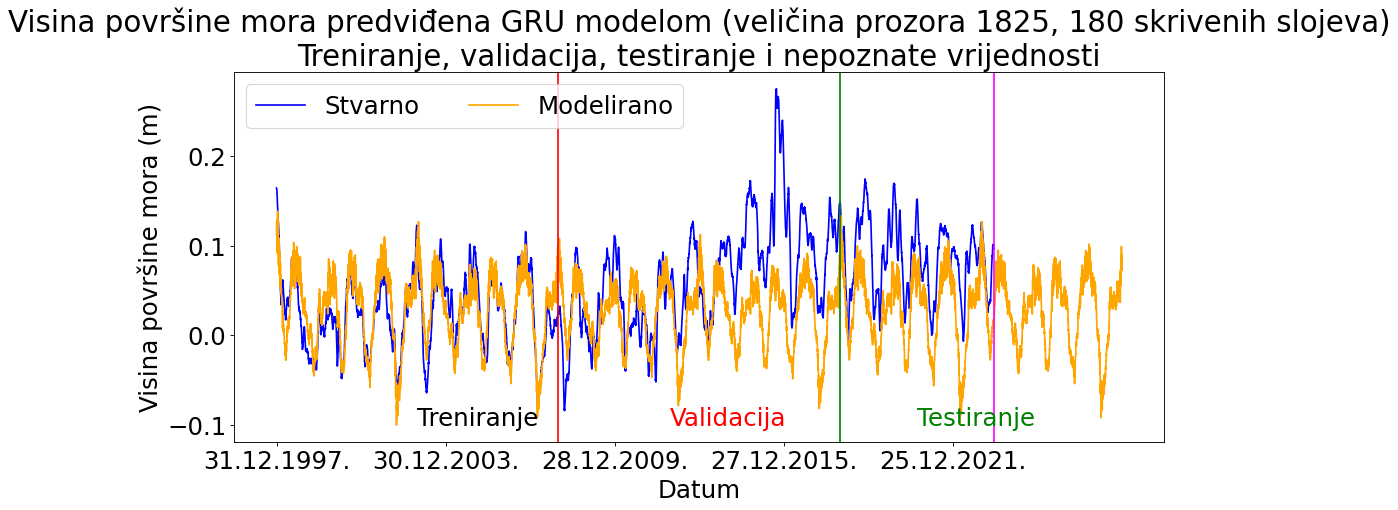 Visina površine mora predviđena GRU modelom (veličina prozora 1825, 180 skrivenih slojeva)
Treniranje, validacija, testiranje i nepoznate vrijednosti
Stvarno
Modelirano
Visina površine mora (m)
0.2
0.1
0.0
−0.1
Treniranje
Validacija
Testiranje
31.12.1997.
30.12.2003.
28.12.2009.
27.12.2015.
25.12.2021.
Datum